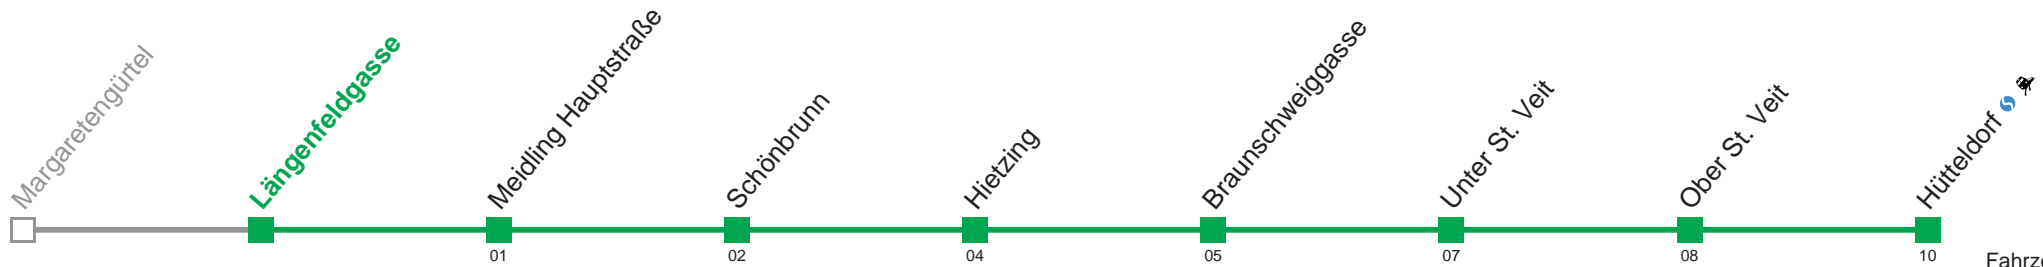 Margaretengürtel
Längenfeldgasse
Meidling Hauptstraße
Schönbrunn
Hietzing
Braunschweiggasse
Unter St. Veit
Ober St. Veit
Hütteldorf
01 02 04 05 07 08 10